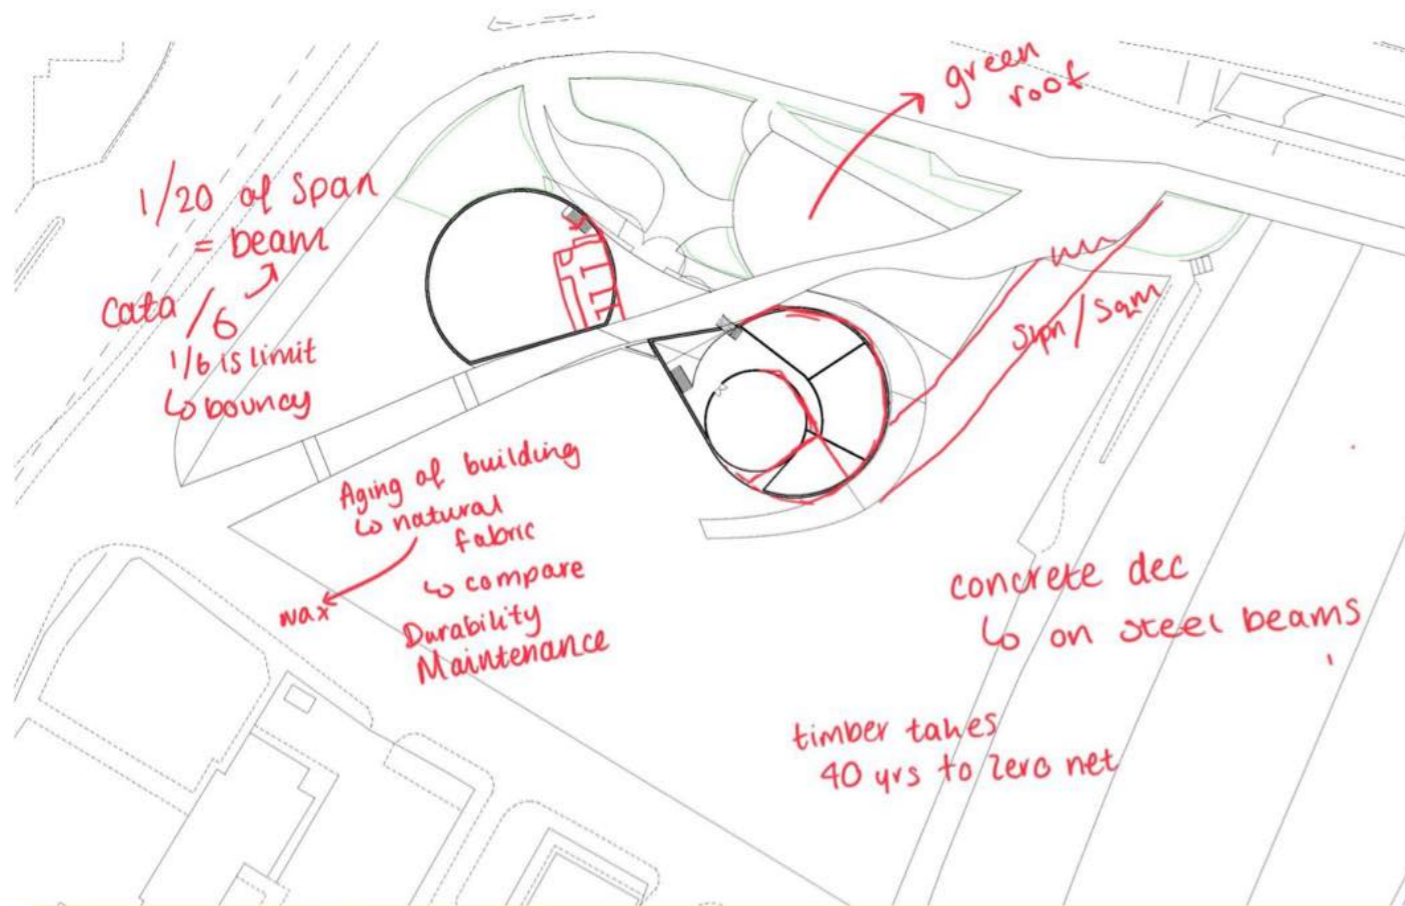 green
roof
1/20 of span
= beam
Cata /6
1/6 is limit
↳ bouncy
Aging of building
↳ natural
fabric
↳ compare
wax
Durability
Maintenance
/sqm
concrete dec
↳ on steel beams
timber takes
40 yrs to zero net